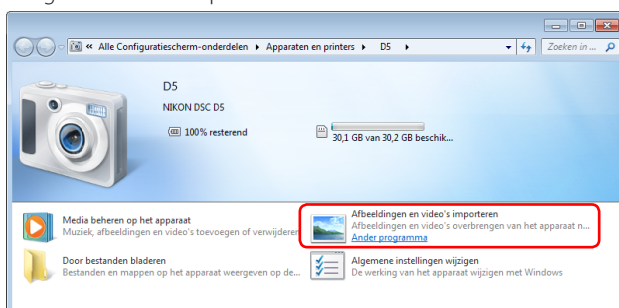 « Alle Configuratiescherm-onderdelen ▸ Apparaten en printers ▸ D5 ▸
Zoeken in ...
D5
NIKON DSC D5
100% resterend
30,1 GB van 30,2 GB beschik...
Media beheren op het apparaat
Muziek, afbeeldingen en video's toevoegen of verwijderen
Afbeeldingen en video's importeren
Afbeeldingen en video's overbrengen van het apparaat n...
Ander programma
Door bestanden bladeren
Bestanden en mappen op het apparaat weergeven op de...
Algemene instellingen wijzigen
De werking van het apparaat wijzigen met Windows